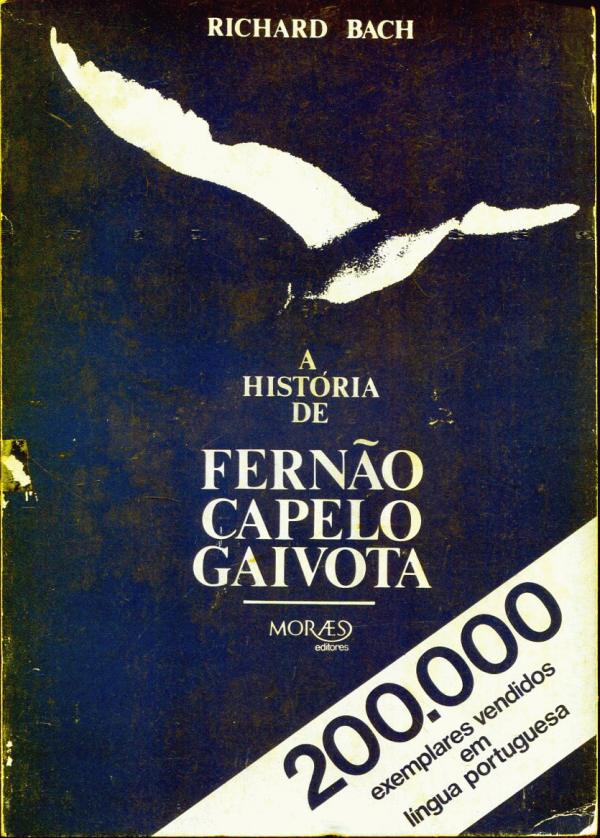 RICHARD BACH
A
HISTÓRIA
DE
FERNÃO
CAPELO
GAIVOTA
MORÆS
editores
200.000
exemplares vendidos
em
língua portuguesa